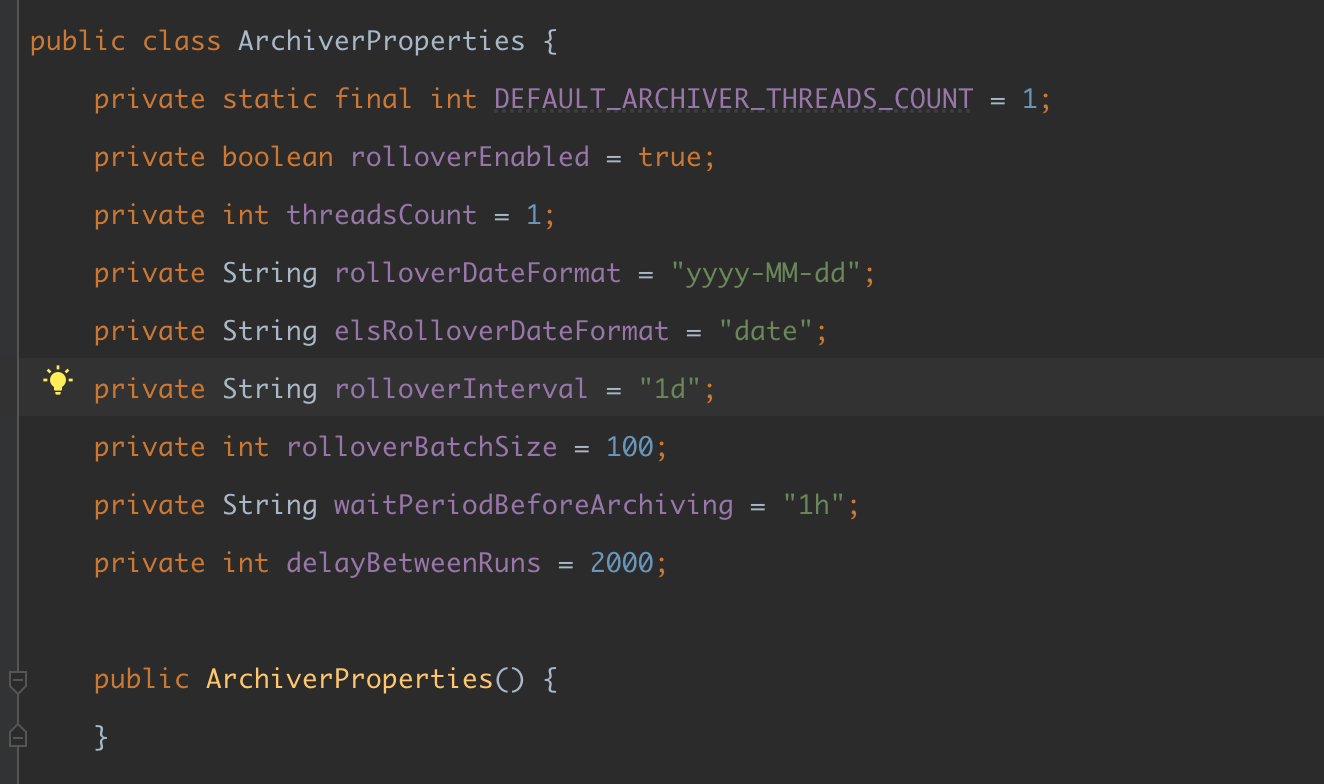 public class ArchiverProperties {
private static final int DEFAULT_ARCHIVER_THREADS_COUNT = 1;
private boolean rolloverEnabled = true;
private int threadsCount = 1;
private String rolloverDateFormat = "yyyy-MM-dd";
private String elsRolloverDateFormat = "date";
private String rolloverInterval = "1d";
private int rolloverBatchSize = 100;
private String waitPeriodBeforeArchiving = "1h";
private int delayBetweenRuns = 2000;
public ArchiverProperties() {
}